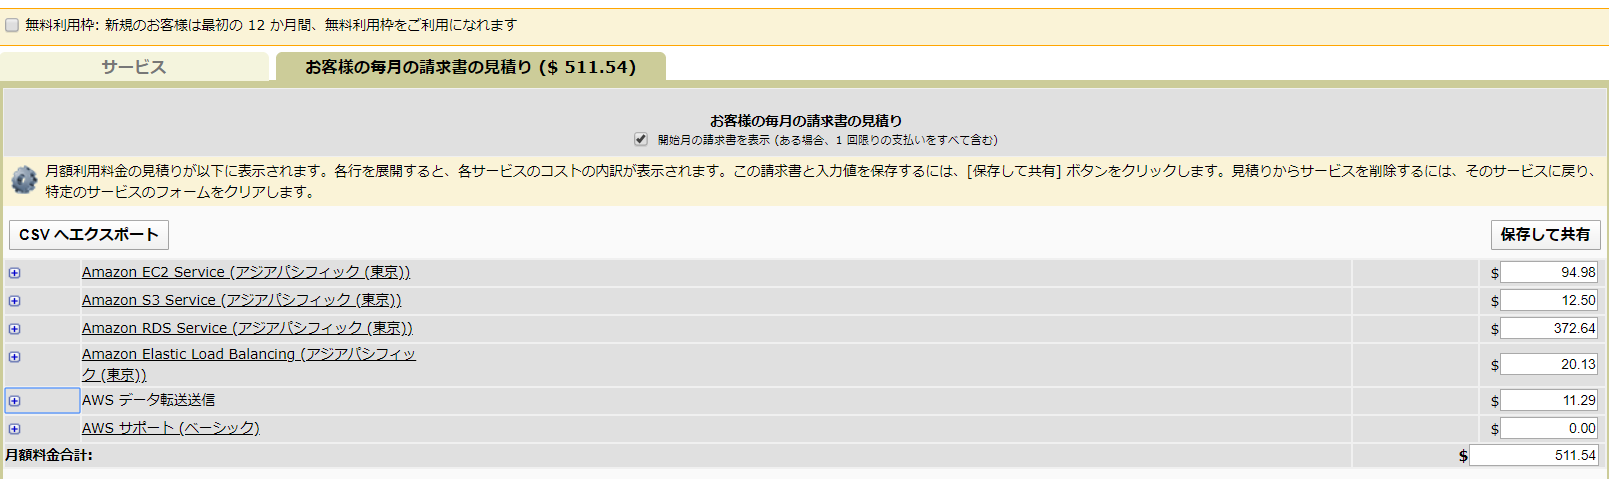 無料利用枠: 新規のお客様は最初の 12 か月間、無料利用枠をご利用になれます
サービス
お客様の毎月の請求書の見積り ($ 511.54)
お客様の毎月の請求書の見積り
開始月の請求書を表示 (ある場合、1 回限りの支払いをすべて含む)
月額利用料金の見積りが以下に表示されます。各行を展開すると、各サービスのコストの内訳が表示されます。この請求書と入力値を保存するには、[保存して共有] ボタンをクリックします。見積りからサービスを削除するには、そのサービスに戻り、
特定のサービスのフォームをクリアします。
CSV へエクスポート
保存して共有
Amazon EC2 Service (アジアパシフィック (東京)) $ 94.98
Amazon S3 Service (アジアパシフィック (東京)) $ 12.50
Amazon RDS Service (アジアパシフィック (東京)) $ 372.64
Amazon Elastic Load Balancing (アジアパシフィッ
ク (東京)) $ 20.13
AWS データ転送送信 $ 11.29
AWS サポート (ベーシック) $ 0.00
月額料金合計: $ 511.54